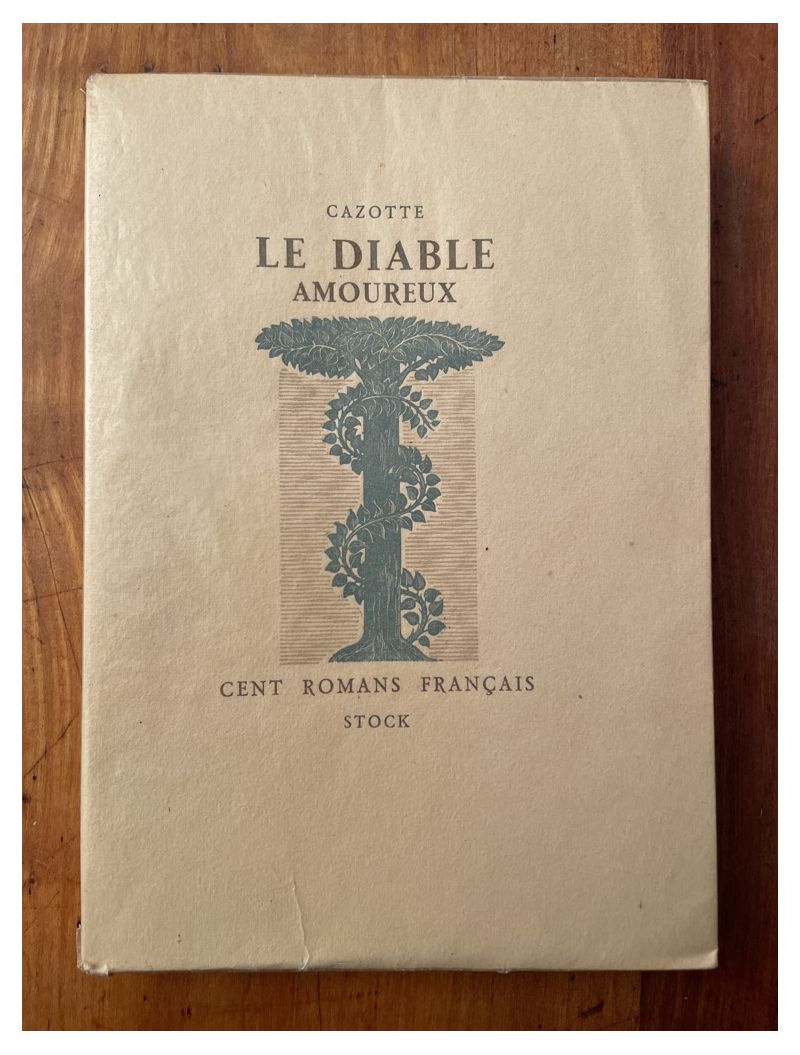 CAZOTTE
LE DIABLE
AMOUREUX
CENT ROMANS FRANÇAIS
STOCK